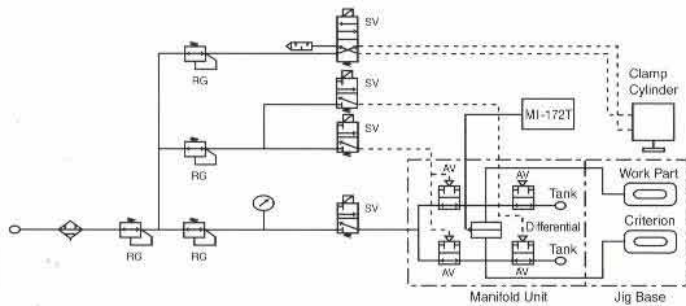 SV
RG
SV
Clamp
Cylinder
MI-172T
SV
RG
AV
AV
Work Part
Tank
SV
Differential
Criterion
Tank
RG
RG
AV
AV
Manifold Unit
Jig Base